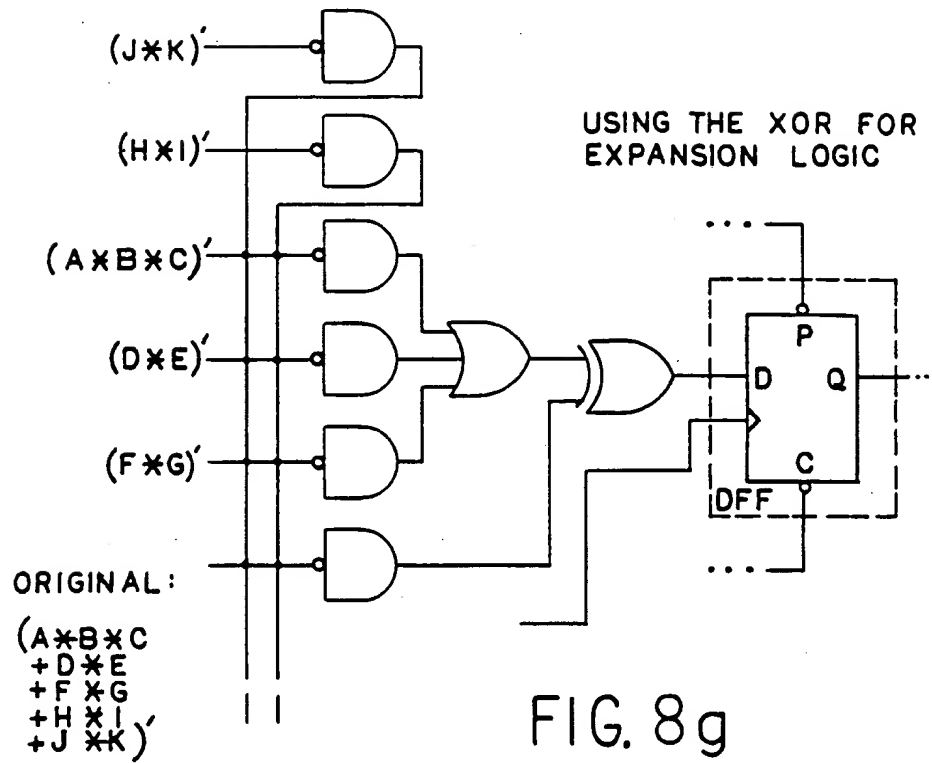 (J*K)′
(H*I)′
USING THE XOR FOR
EXPANSION LOGIC
(A*B*C)′
(D*E)′
(F*G)′
P
D
Q
C
DFF
ORIGINAL:
(A*B*C
+D*E
+F*G
+H*I
+J*K)′
FIG. 8g